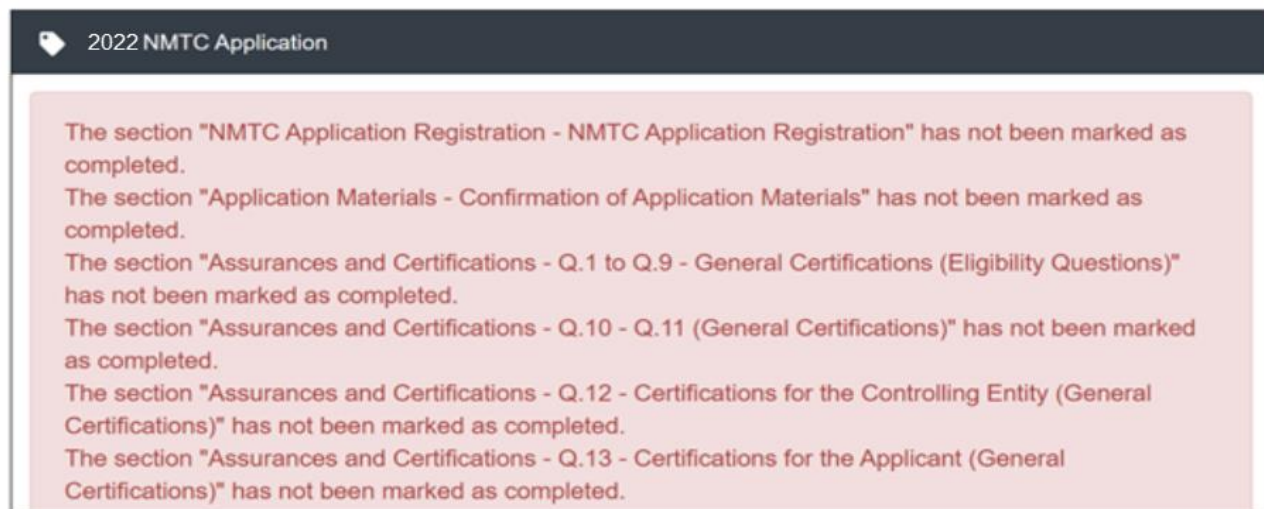 2022 NMTC Application
The section "NMTC Application Registration - NMTC Application Registration" has not been marked as
completed.
The section "Application Materials - Confirmation of Application Materials" has not been marked as
completed.
The section "Assurances and Certifications - Q.1 to Q.9 - General Certifications (Eligibility Questions)"
has not been marked as completed.
The section "Assurances and Certifications - Q.10 - Q.11 (General Certifications)" has not been marked
as completed.
The section "Assurances and Certifications - Q.12 - Certifications for the Controlling Entity (General
Certifications)" has not been marked as completed.
The section "Assurances and Certifications - Q.13 - Certifications for the Applicant (General
Certifications)" has not been marked as completed.